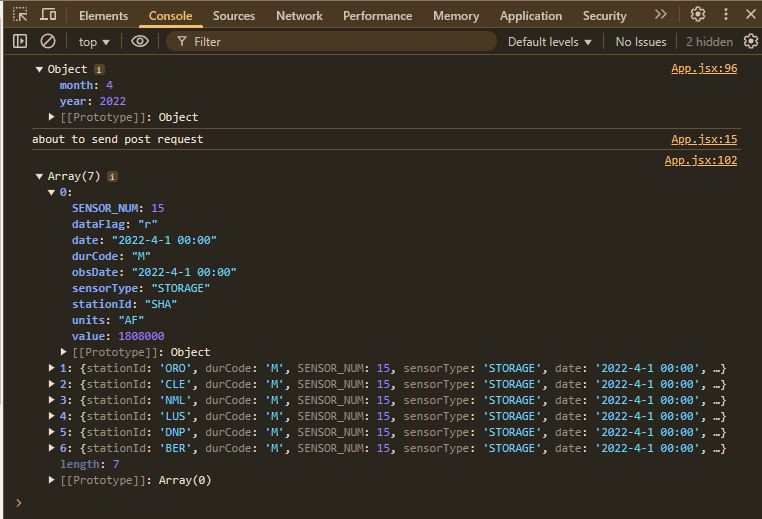 Elements Console Sources Network Performance Memory Application Security
top Filter Default levels No Issues 2 hidden
Object i App.jsx:96
month: 4
year: 2022
[[Prototype]]: Object
about to send post request App.jsx:15
App.jsx:102
Array(7) i
0:
SENSOR_NUM: 15
dataFlag: "r"
date: "2022-4-1 00:00"
durCode: "M"
obsDate: "2022-4-1 00:00"
sensorType: "STORAGE"
stationId: "SHA"
units: "AF"
value: 1808000
[[Prototype]]: Object
1: {stationId: 'ORO', durCode: 'M', SENSOR_NUM: 15, sensorType: 'STORAGE', date: '2022-4-1 00:00', …}
2: {stationId: 'CLE', durCode: 'M', SENSOR_NUM: 15, sensorType: 'STORAGE', date: '2022-4-1 00:00', …}
3: {stationId: 'NML', durCode: 'M', SENSOR_NUM: 15, sensorType: 'STORAGE', date: '2022-4-1 00:00', …}
4: {stationId: 'LUS', durCode: 'M', SENSOR_NUM: 15, sensorType: 'STORAGE', date: '2022-4-1 00:00', …}
5: {stationId: 'DNP', durCode: 'M', SENSOR_NUM: 15, sensorType: 'STORAGE', date: '2022-4-1 00:00', …}
6: {stationId: 'BER', durCode: 'M', SENSOR_NUM: 15, sensorType: 'STORAGE', date: '2022-4-1 00:00', …}
length: 7
[[Prototype]]: Array(0)